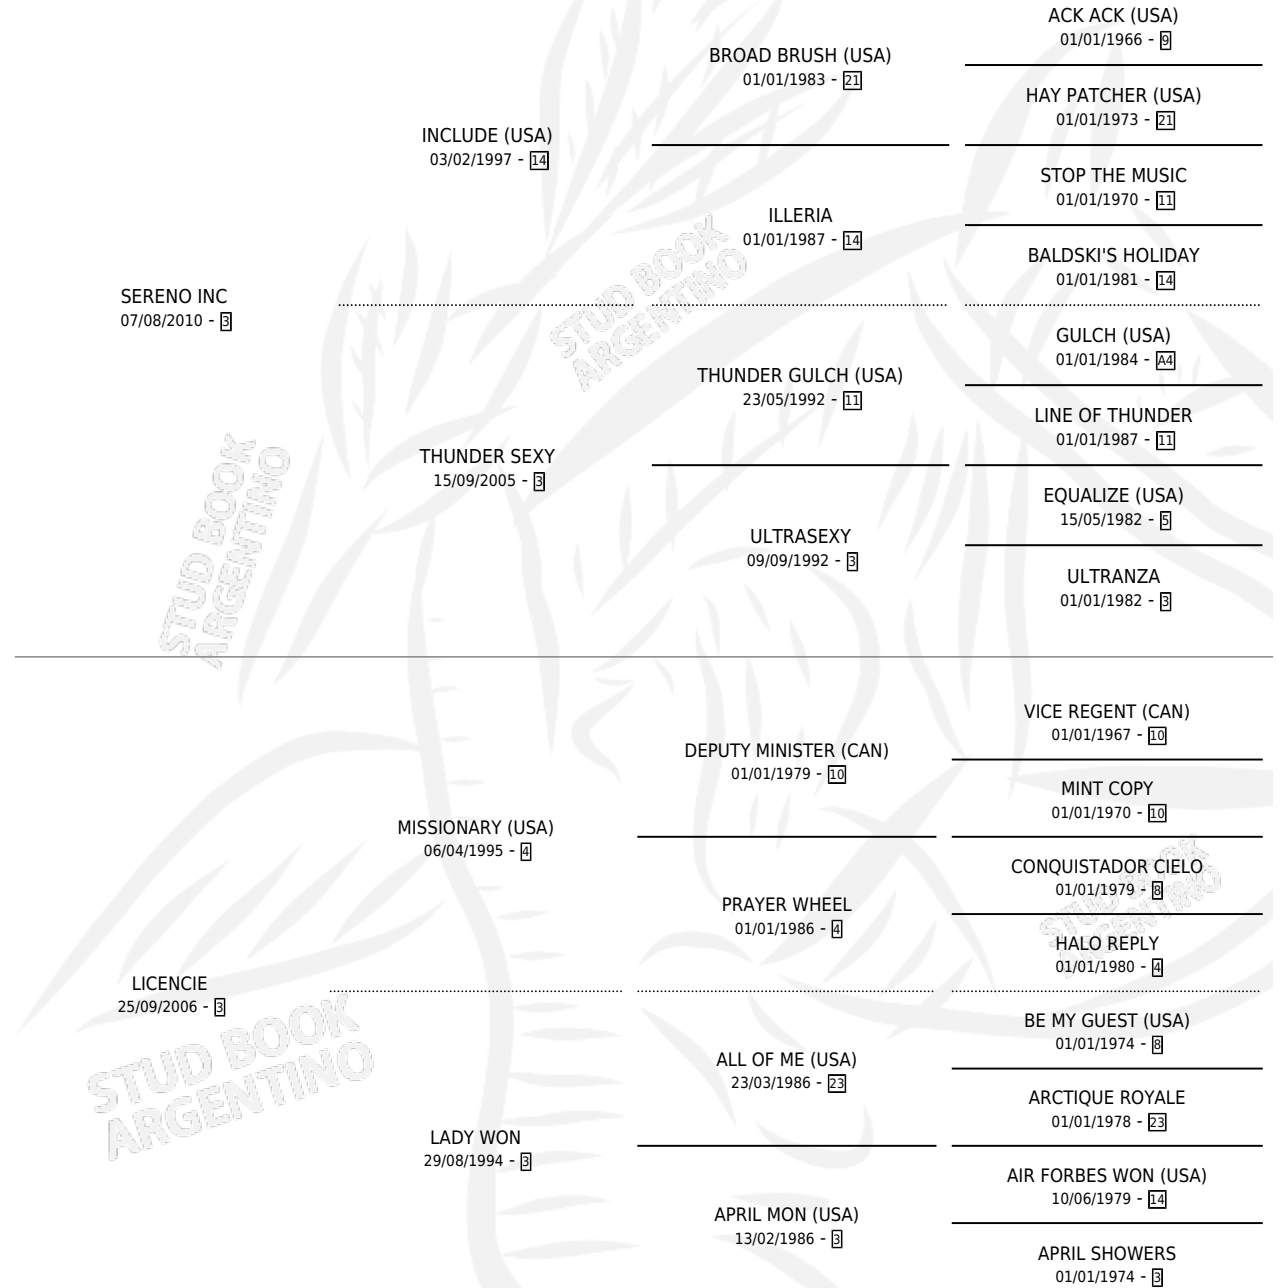 ACK ACK (USA)
01/01/1966 - 9
BROAD BRUSH (USA)
01/01/1983 - 21
HAY PATCHER (USA)
01/01/1973 - 21
INCLUDE (USA)
03/02/1997 - 14
STOP THE MUSIC
01/01/1970 - 11
ILLERIA
01/01/1987 - 14
BALDSKI'S HOLIDAY
01/01/1981 - 14
SERENO INC
07/08/2010 - 3
GULCH (USA)
01/01/1984 - A4
THUNDER GULCH (USA)
23/05/1992 - 11
LINE OF THUNDER
01/01/1987 - 11
THUNDER SEXY
15/09/2005 - 3
EQUALIZE (USA)
15/05/1982 - 5
ULTRASEXY
09/09/1992 - 3
ULTRANZA
01/01/1982 - 3
VICE REGENT (CAN)
01/01/1967 - 10
DEPUTY MINISTER (CAN)
01/01/1979 - 10
MINT COPY
01/01/1970 - 10
MISSIONARY (USA)
06/04/1995 - 4
CONQUISTADOR CIELO
01/01/1979 - 8
PRAYER WHEEL
01/01/1986 - 4
HALO REPLY
01/01/1980 - 4
LICENCIE
25/09/2006 - 3
BE MY GUEST (USA)
01/01/1974 - 8
ALL OF ME (USA)
23/03/1986 - 23
ARCTIQUE ROYALE
01/01/1978 - 23
LADY WON
29/08/1994 - 3
AIR FORBES WON (USA)
10/06/1979 - 14
APRIL MON (USA)
13/02/1986 - 3
APRIL SHOWERS
01/01/1974 - 3
STUD BOOK
ARGENTINO
STUD BOOK
ARGENTINO
STUD BOOK
ARGENTINO
STUD BOOK
ARGENTINO